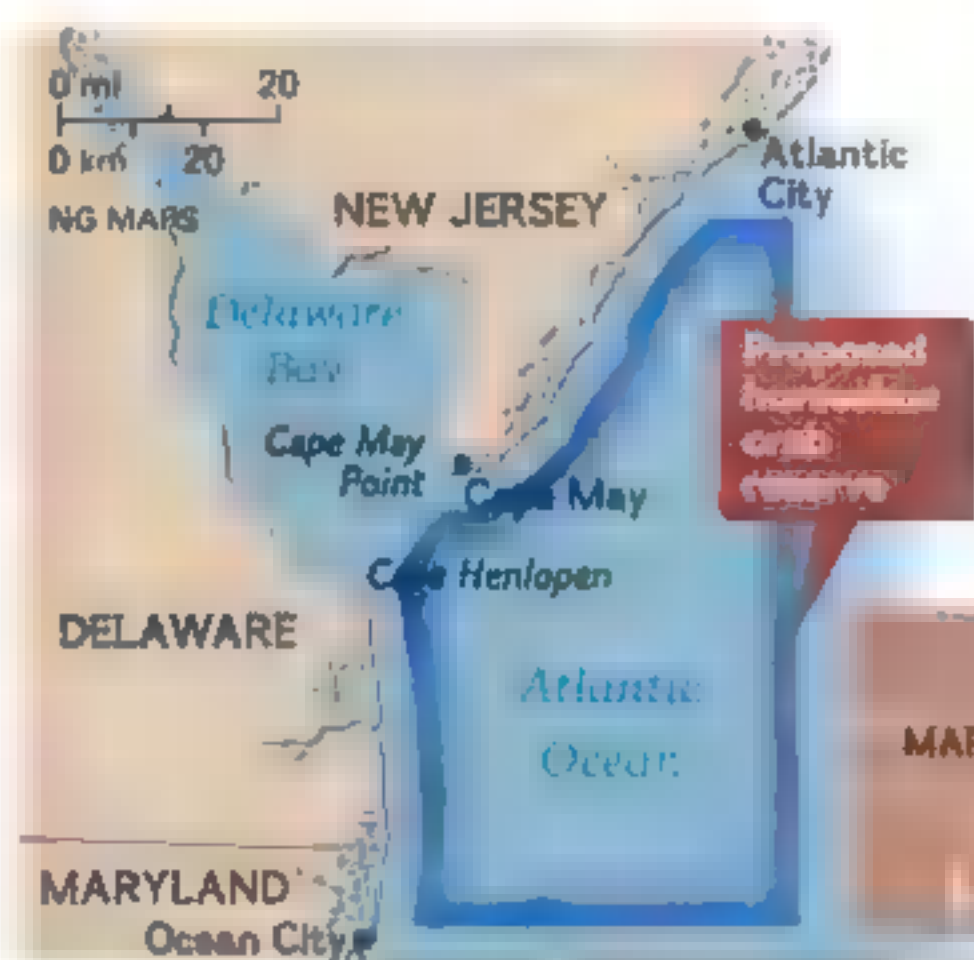 0 mi 20
0 km 20
NG MAPS
Atlantic
City
NEW JERSEY
Delaware
Bay
Cape May
Point
Cape May
Cape Henlopen
DELAWARE
Atlantic
Ocean
MARYLAND
Ocean City